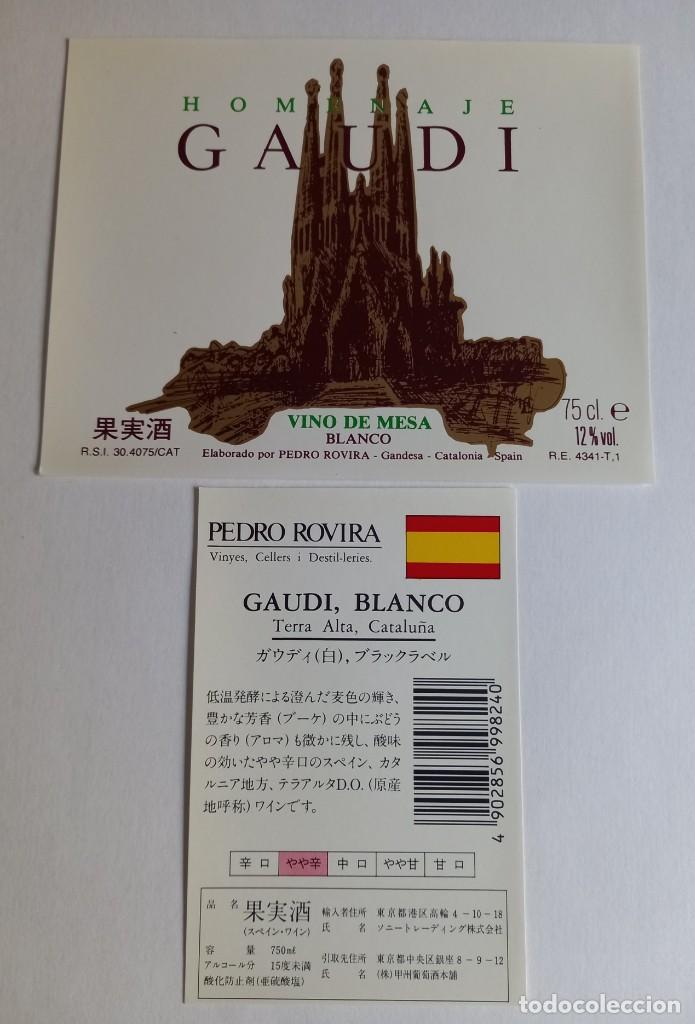 HOMENAJE
GAUDI
果実酒
R.S.I. 30.4075/CAT
VINO DE MESA
BLANCO
Elaborado por PEDRO ROVIRA - Gandesa - Catalonia - Spain
75 cl. e
12% vol.
R.E. 4341-T,1
PEDRO ROVIRA
Vinyes, Cellers i Destil-leries.
GAUDI, BLANCO
Terra Alta, Cataluña
ガウディ(白), ブラックラベル
低温発酵による澄んだ麦色の輝き、
豊かな芳香 (ブーケ) の中にぶどう
の香り (アロマ) も微かに残し、酸味
の効いたやや辛口のスペイン、カタ
ルニア地方、テラアルタD.O. (原産
地呼称) ワインです。
4 902856 998240
辛口 やや辛 中口 やや甘 甘口
品名 果実酒
(スペイン・ワイン)
容量 750mℓ
アルコール分 15度未満
酸化防止剤(亜硫酸塩)
輸入者住所 東京都港区高輪4-10-18
氏名 ソニートレーディング株式会社
引取先住所 東京都中央区銀座8-9-12
氏名 (株)甲州葡萄酒本舗
todocoleccion